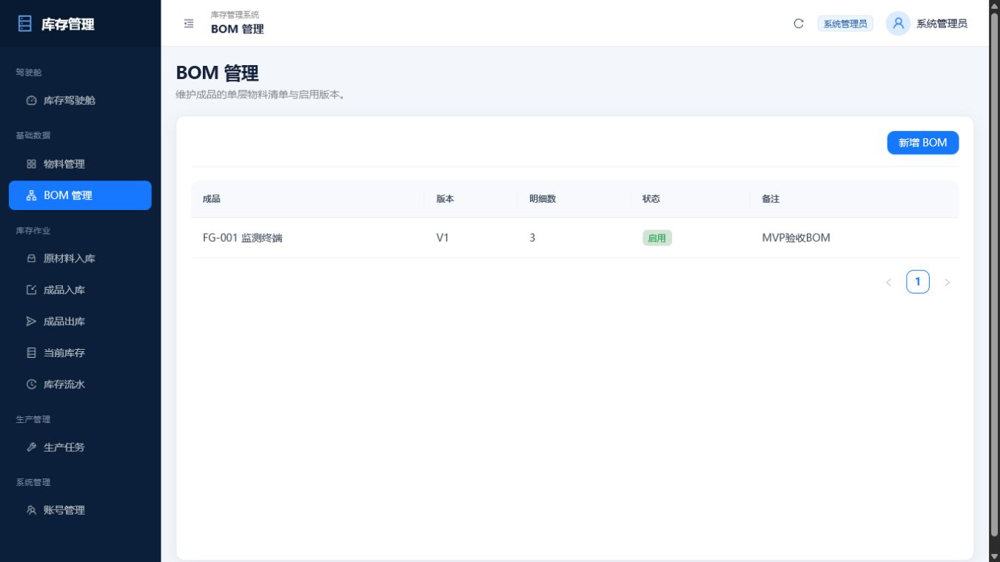 库存管理
驾驶舱
库存驾驶舱
基础数据
物料管理
BOM 管理
库存作业
原材料入库
成品入库
成品出库
当前库存
库存流水
生产管理
生产任务
系统管理
账号管理
库存管理系统
BOM 管理
系统管理员
系统管理员
BOM 管理
维护成品的单层物料清单与启用版本。
新增 BOM
成品 版本 明细数 状态 备注
FG-001 监测终端 V1 3 启用 MVP验收BOM
1